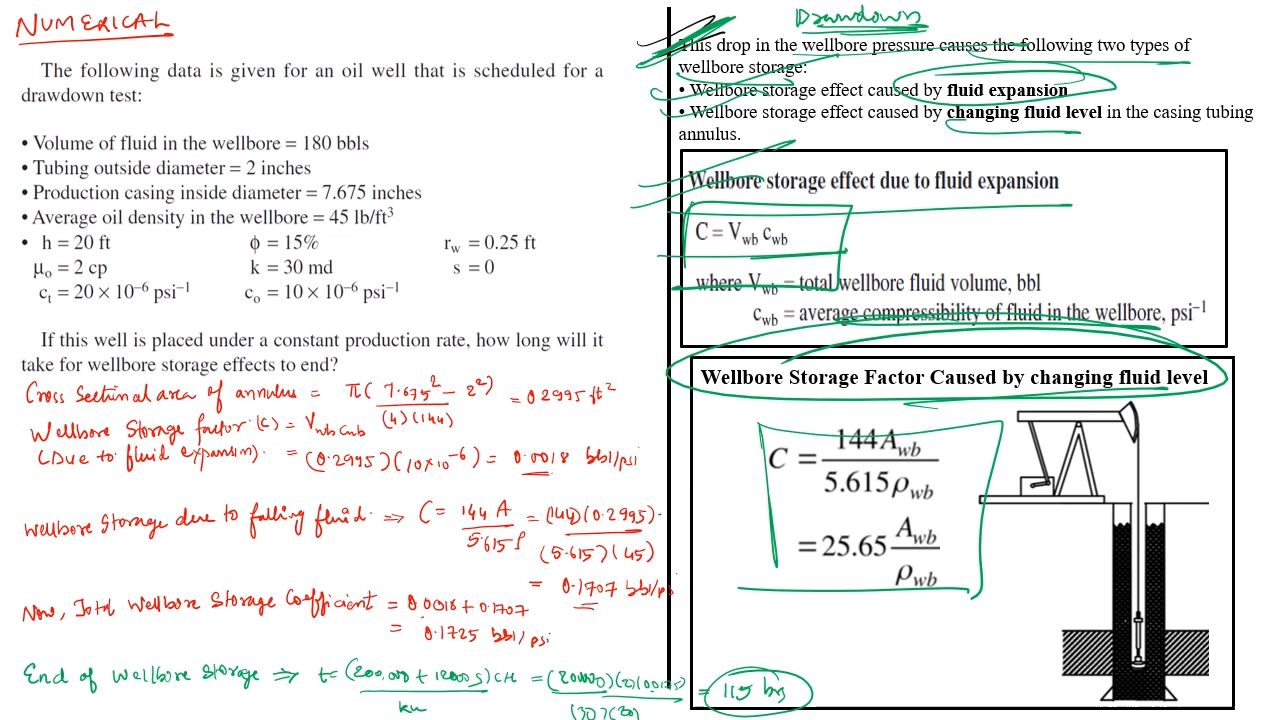 NUMERICAL
The following data is given for an oil well that is scheduled for a
drawdown test:
• Volume of fluid in the wellbore = 180 bbls
• Tubing outside diameter = 2 inches
• Production casing inside diameter = 7.675 inches
• Average oil density in the wellbore = 45 lb/ft³
• h = 20 ft ϕ = 15% r_w = 0.25 ft
μ_o = 2 cp k = 30 md s = 0
c_t = 20 × 10⁻⁶ psi⁻¹ c_o = 10 × 10⁻⁶ psi⁻¹
If this well is placed under a constant production rate, how long will it
take for wellbore storage effects to end?
Cross Sectional area of annulus = π(7.675² − 2²) / (4)(144) = 0.2995 ft²
Wellbore Storage factor (C) = V_wb C_wb
(Due to fluid expansion). = (0.2995)(10×10⁻⁶) = 0.0018 bbl/psi
Wellbore Storage due to falling fluid. ⇒ C = 144 A / 5.615 ρ = (144)(0.2995) / (5.615)(45)
= 0.1707 bbl/psi
Now, Total Wellbore Storage Coefficient = 0.0018 + 0.1707
= 0.1725 bbl/psi
End of Wellbore Storage ⇒ t = (200,000 + 12000 s) C / = = 115 hrs
Drawdown
This drop in the wellbore pressure causes the following two types of
wellbore storage:
• Wellbore storage effect caused by fluid expansion
• Wellbore storage effect caused by changing fluid level in the casing tubing
annulus.
Wellbore storage effect due to fluid expansion
C = V_wb c_wb
where V_wb = total wellbore fluid volume, bbl
c_wb = average compressibility of fluid in the wellbore, psi⁻¹
Wellbore Storage Factor Caused by changing fluid level
C = 144 A_wb / 5.615 ρ_wb
= 25.65 A_wb / ρ_wb